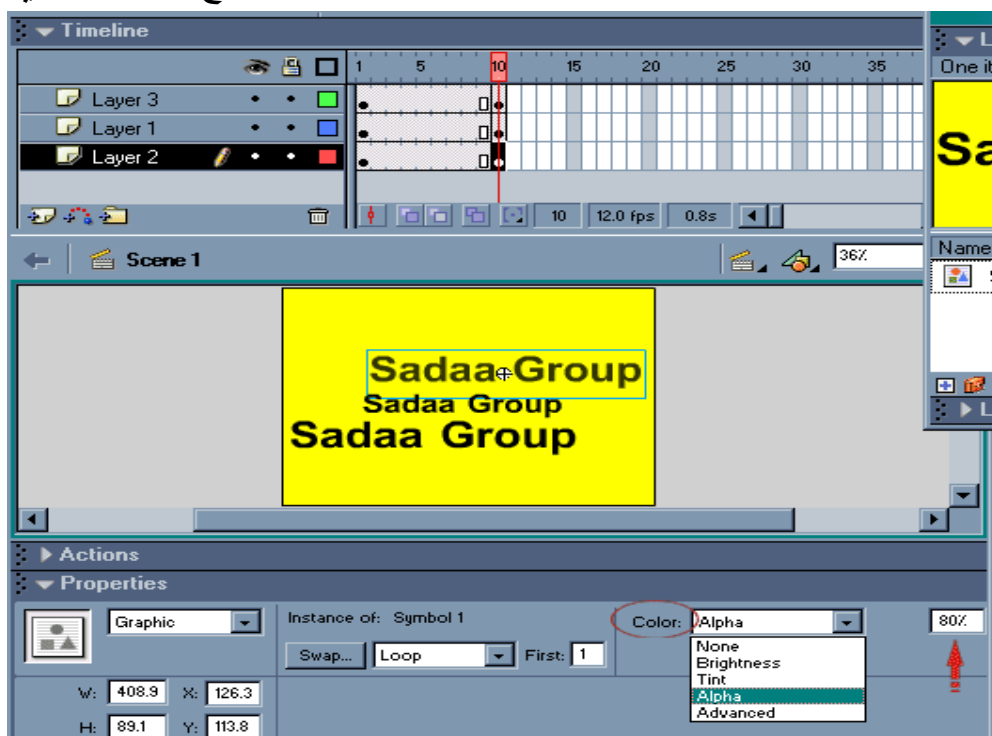 Timeline
1 5 10 15 20 25 30 35
Layer 3
Layer 1
Layer 2
10 12.0 fps 0.8s
One it
Sa
Scene 1
36%
Name
S
Sadaa Group
Sadaa Group
Sadaa Group
L
Actions
Properties
Graphic
Instance of: Symbol 1
Color: Alpha
80%
Swap... Loop First: 1
None
Brightness
Tint
Alpha
Advanced
W: 408.9 X: 126.3
H: 89.1 Y: 113.8